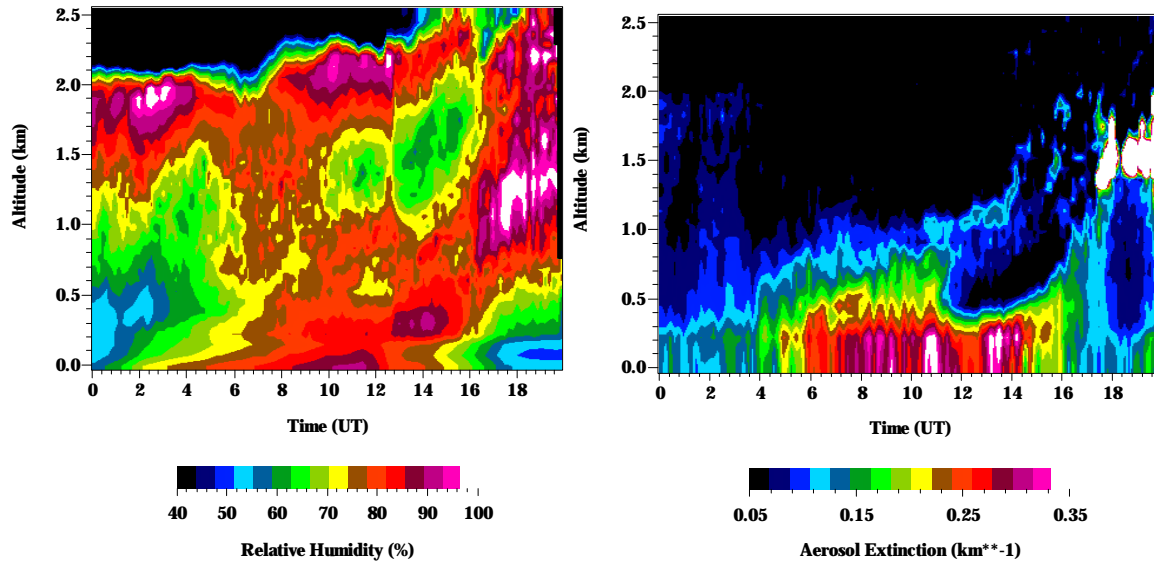 2.5
2.0
1.5
1.0
0.5
0.0
Altitude (km)
0 2 4 6 8 10 12 14 16 18
Time (UT)
40 50 60 70 80 90 100
Relative Humidity (%)
2.5
2.0
1.5
1.0
0.5
0.0
Altitude (km)
0 2 4 6 8 10 12 14 16 18
Time (UT)
0.05 0.15 0.25 0.35
Aerosol Extinction (km**-1)